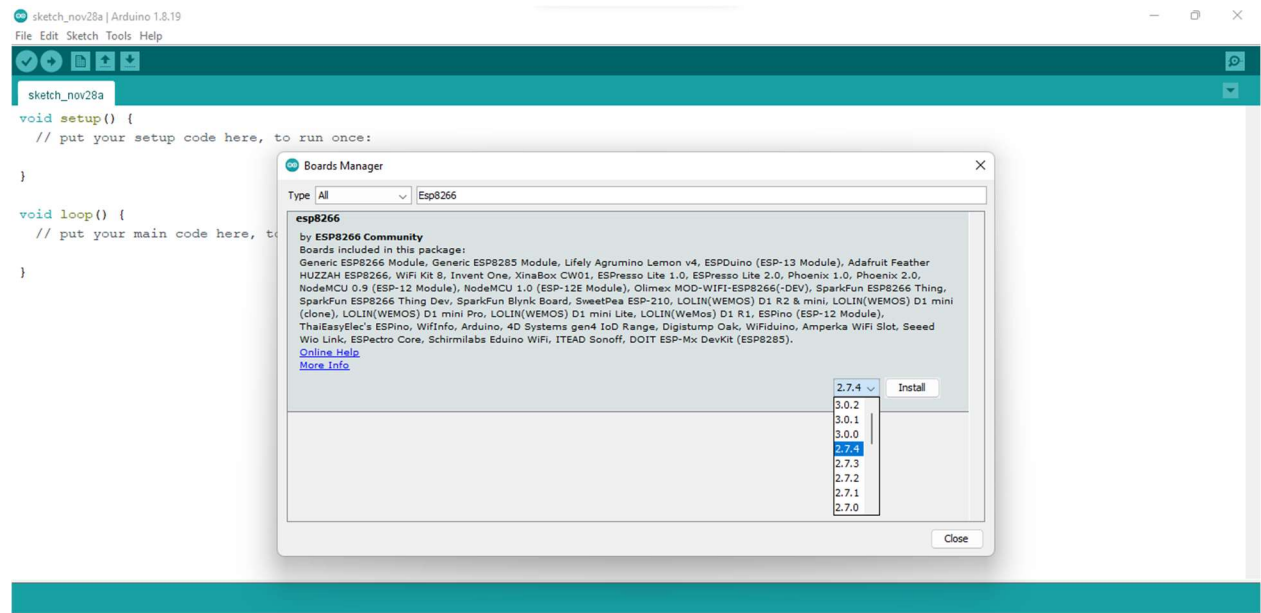 sketch_nov28a | Arduino 1.8.19
File Edit Sketch Tools Help
sketch_nov28a
void setup() {
// put your setup code here, to run once:
}
void loop() {
// put your main code here, to
}
Boards Manager
Type All Esp8266
esp8266
by ESP8266 Community
Boards included in this package:
Generic ESP8266 Module, Generic ESP8285 Module, Lifely Agrumino Lemon v4, ESPDuino (ESP-13 Module), Adafruit Feather
HUZZAH ESP8266, WiFi Kit 8, Invent One, XinaBox CW01, ESPresso Lite 1.0, ESPresso Lite 2.0, Phoenix 1.0, Phoenix 2.0,
NodeMCU 0.9 (ESP-12 Module), NodeMCU 1.0 (ESP-12E Module), Olimex MOD-WIFI-ESP8266(-DEV), SparkFun ESP8266 Thing,
SparkFun ESP8266 Thing Dev, SparkFun Blynk Board, SweetPea ESP-210, LOLIN(WEMOS) D1 R2 & mini, LOLIN(WEMOS) D1 mini
(clone), LOLIN(WEMOS) D1 mini Pro, LOLIN(WEMOS) D1 mini Lite, LOLIN(WeMos) D1 R1, ESPino (ESP-12 Module),
ThaiEasyElec's ESPino, WifInfo, Arduino, 4D Systems gen4 IoD Range, Digistump Oak, WiFiduino, Amperka WiFi Slot, Seeed
Wio Link, ESPectro Core, Schirmilabs Eduino WiFi, ITEAD Sonoff, DOIT ESP-Mx DevKit (ESP8285).
Online Help
More Info
2.7.4 Install
3.0.2
3.0.1
3.0.0
2.7.4
2.7.3
2.7.2
2.7.1
2.7.0
Close